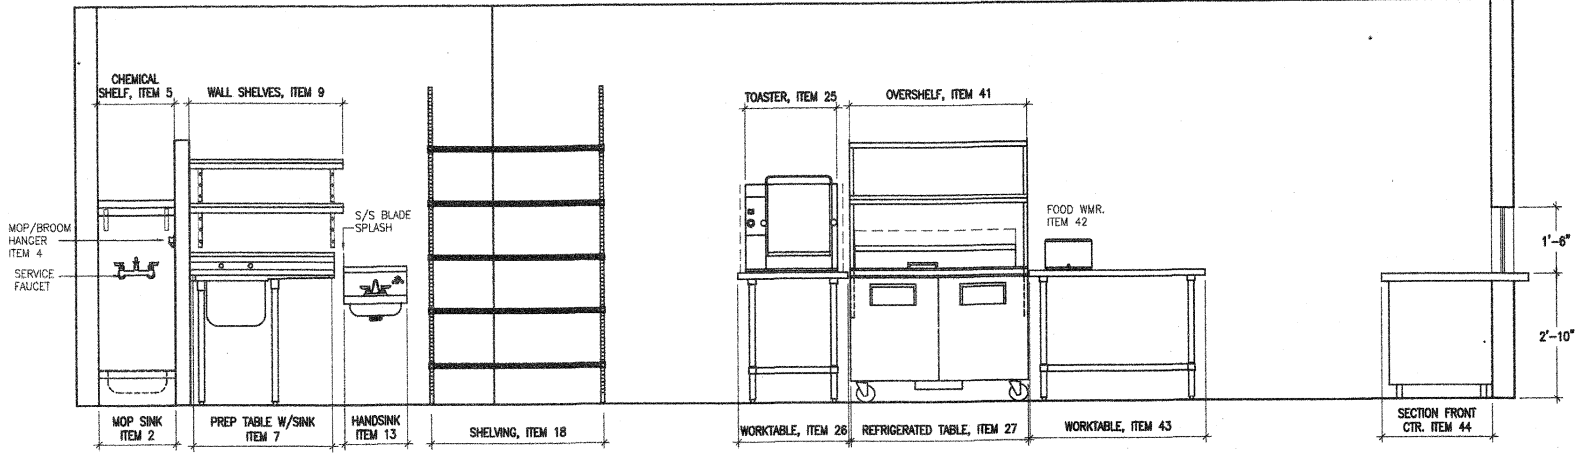 CHEMICAL
SHELF, ITEM 5
WALL SHELVES, ITEM 9
TOASTER, ITEM 25
OVERSHELF, ITEM 41
MOP/BROOM
HANGER
ITEM 4
SERVICE
FAUCET
S/S BLADE
SPLASH
FOOD WMR.
ITEM 42
1'-6"
2'-10"
MOP SINK
ITEM 2
PREP TABLE W/SINK
ITEM 7
HANDSINK
ITEM 13
SHELVING, ITEM 18
WORKTABLE, ITEM 26
REFRIGERATED TABLE, ITEM 27
WORKTABLE, ITEM 43
SECTION FRONT
CTR. ITEM 44